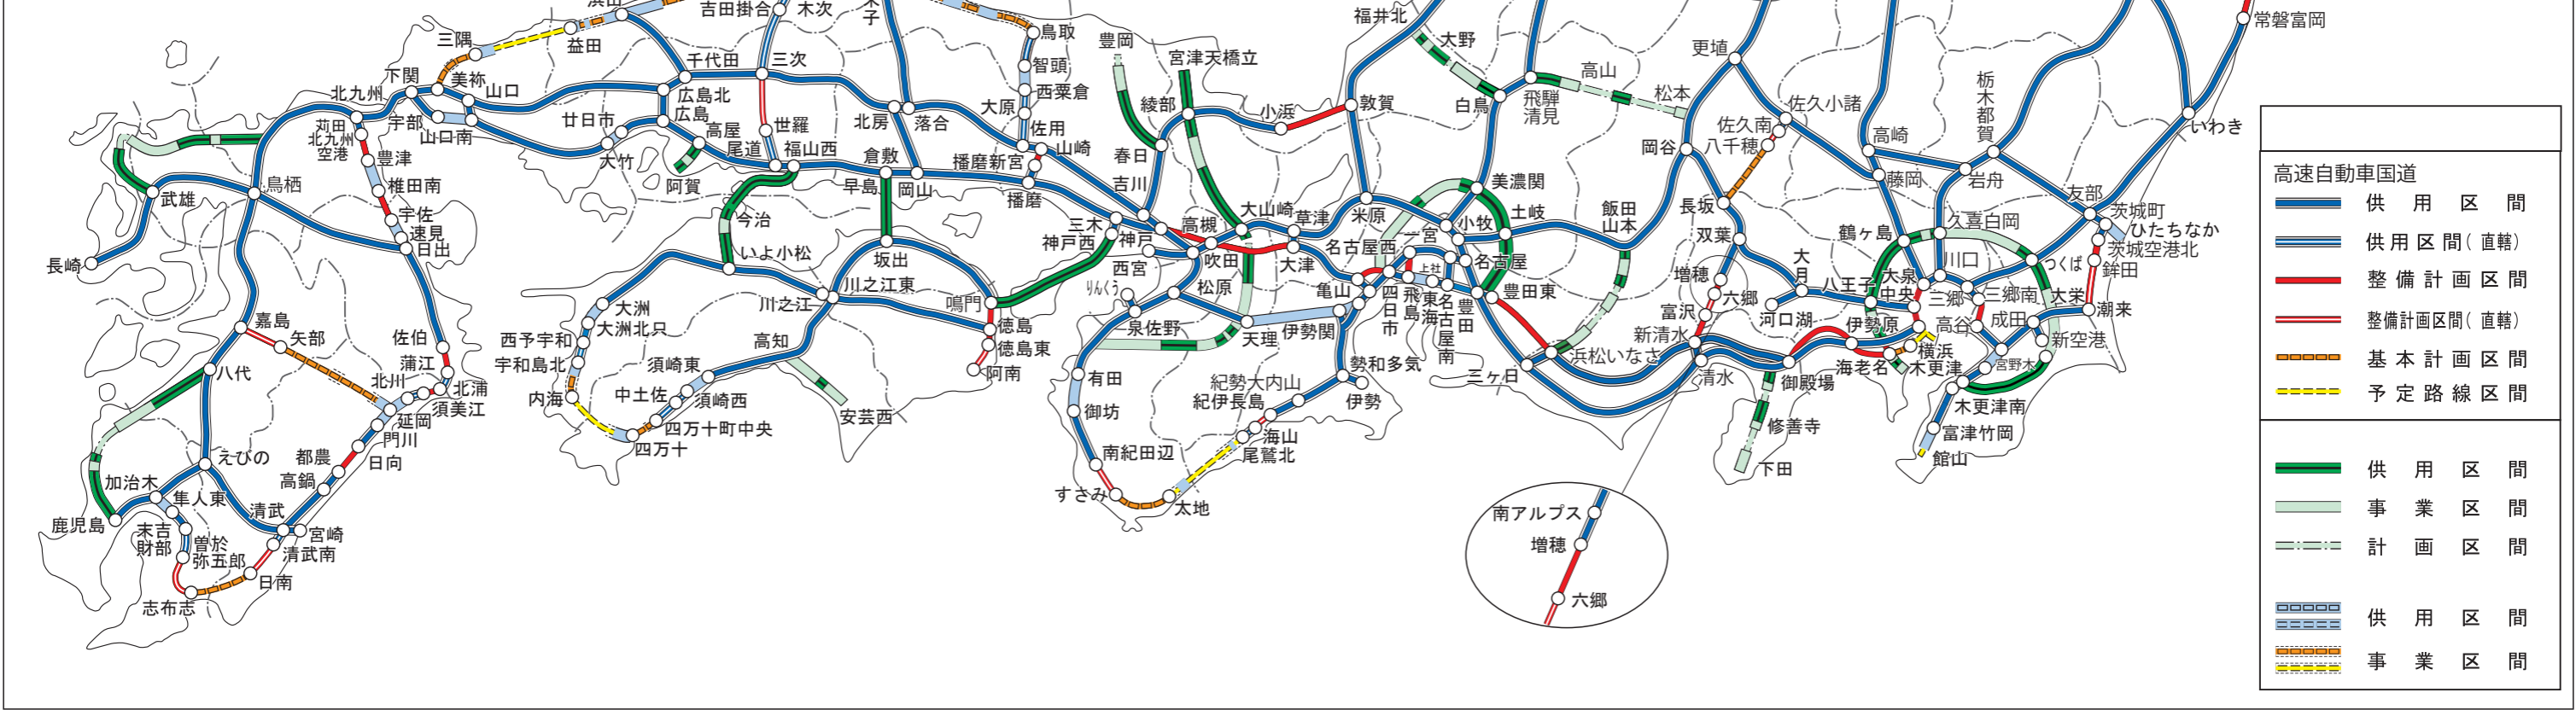 浜田
吉田掛合
木次
福井北
常磐富岡
三隅
益田
鳥取
豊岡
宮津天橋立
大野
更埴
下関
美祢
千代田
三次
智頭
高山
栃木都賀
北九州
山口
広島北
広島
西粟倉
大原
綾部
小浜
敦賀
白鳥
飛騨清見
松本
佐久小諸
いわき
苅田北九州空港
宇部
山口南
廿日市
高屋
世羅
北房
落合
佐用
佐久南
八千穂
高崎
豊津
大竹
尾道
福山西
倉敷
播磨新宮
山崎
春日
岡谷
武雄
鳥栖
椎田南
阿賀
早島
岡山
播磨
吉川
美濃関
藤岡
岩舟
友部
宇佐
速見
日出
今治
三木
神戸西
神戸
高槻
大山崎
草津
米原
一宮
小牧
土岐
飯田山本
長坂
久喜白岡
茨城町
ひたちなか
茨城空港北
長崎
いよ小松
坂出
西宮
吹田
大津
名古屋西
上社
名古屋
双葉
大月
鶴ヶ島
川口
つくば
鉾田
大洲
川之江
川之江東
鳴門
りんくう
松原
亀山
四日市
飛島
東海
名古屋南
豊田
豊田東
増穂
六郷
八王子
大泉
中央
三郷
三郷南
大栄
潮来
嘉島
矢部
佐伯
西予宇和
大洲北只
高知
徳島
徳島東
泉佐野
天理
伊勢関
富沢
新清水
河口湖
伊勢原
高谷
成田
新空港
八代
蒲江
北川
北浦
須美江
宇和島北
須崎東
阿南
有田
勢和多気
三ヶ日
浜松いなさ
清水
御殿場
海老名
横浜
木更津
宮野木
延岡
門川
内海
中土佐
須崎西
安芸西
御坊
紀勢大内山
紀伊長島
伊勢
木更津南
えびの
都農
日向
四万十町中央
四万十
南紀田辺
海山
尾鷲北
修善寺
富津竹岡
館山
加治木
隼人東
高鍋
すさみ
太地
下田
鹿児島
末吉財部
清武
宮崎
曽於弥五郎
清武南
日南
志布志
南アルプス
増穂
六郷
高速自動車国道
供用区間
供用区間(直轄)
整備計画区間
整備計画区間(直轄)
基本計画区間
予定路線区間
供用区間
事業区間
計画区間
供用区間
事業区間